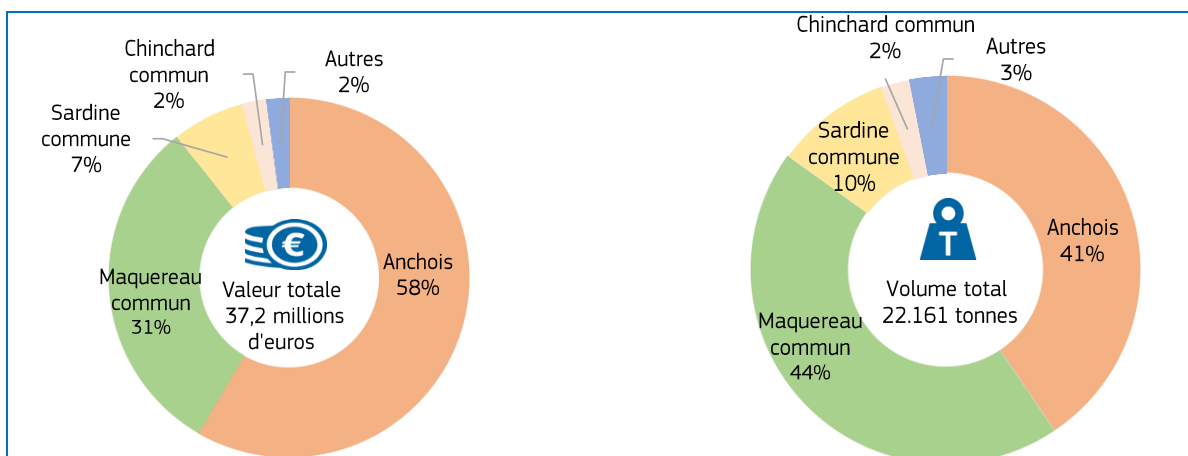 Chinchard
commun
2%
Autres
2%
Sardine
commune
7%
Maquereau
commun
31%
€
Valeur totale
37,2 millions
d'euros
Anchois
58%
Chinchard commun
2%
Autres
3%
Sardine
commune
10%
Maquereau
commun
44%
T
Volume total
22.161 tonnes
Anchois
41%